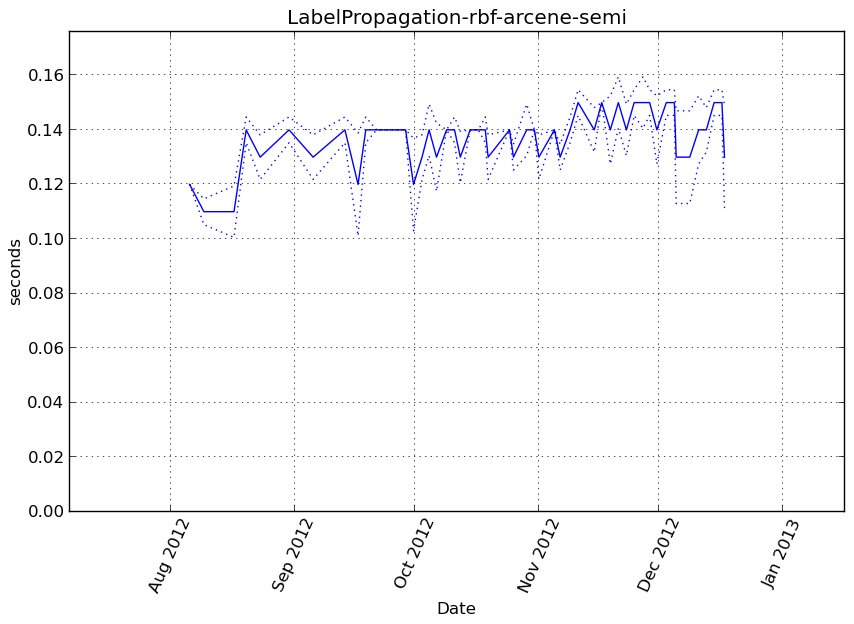 LabelPropagation-rbf-arcene-semi
0.16
0.14
0.12
0.10
0.08
0.06
0.04
0.02
0.00
seconds
Aug 2012
Sep 2012
Oct 2012
Nov 2012
Dec 2012
Jan 2013
Date